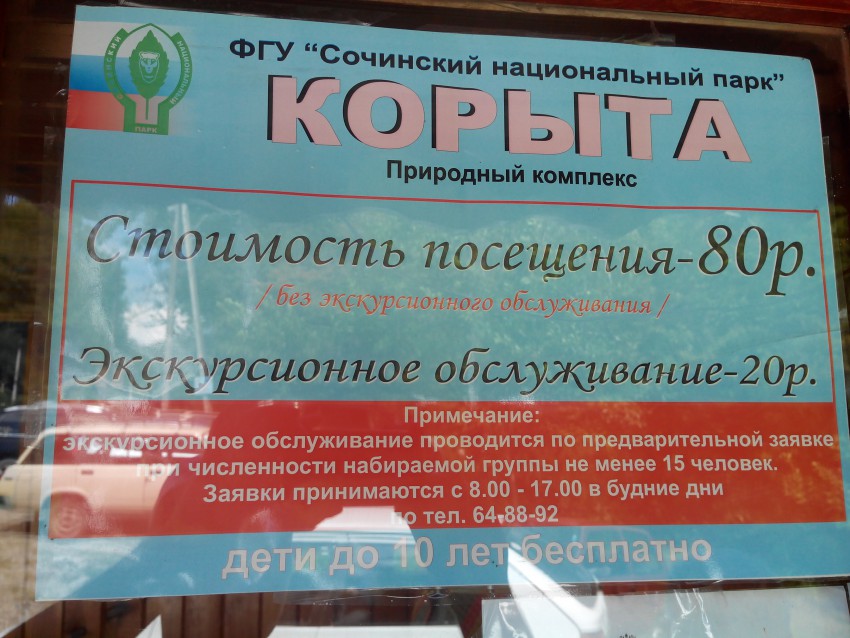 ФГУ "Сочинский национальный парк"
КОРЫТА
Природный комплекс
Стоимость посещения-80р.
/ без экскурсионного обслуживания /
Экскурсионное обслуживание-20р.
Примечание:
экскурсионное обслуживание проводится по предварительной заявке
при численности набираемой группы не менее 15 человек.
Заявки принимаются с 8.00 - 17.00 в будние дни
по тел. 64-88-92
дети до 10 лет бесплатно
НАЦИОНАЛЬНЫЙ
ПАРК